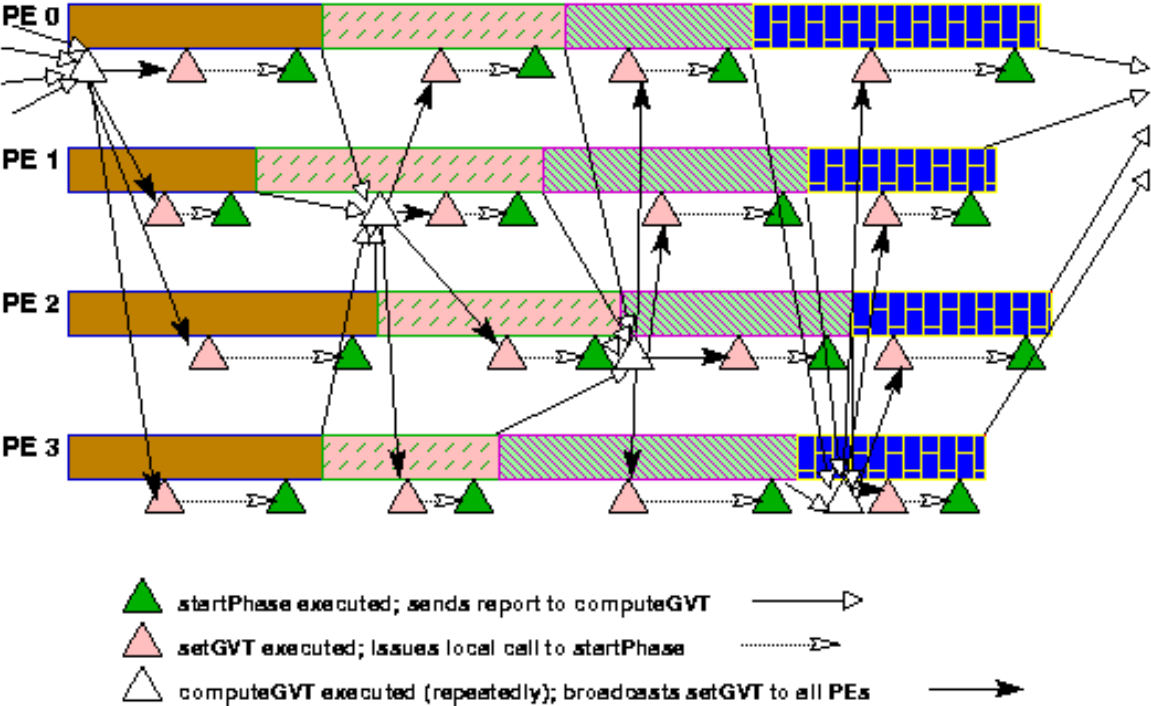 PE 0
PE 1
PE 2
PE 3
startPhase executed; sends report to computeGVT
setGVT executed; issues local call to startPhase
computeGVT executed (repeatedly); broadcasts setGVT to all PEs